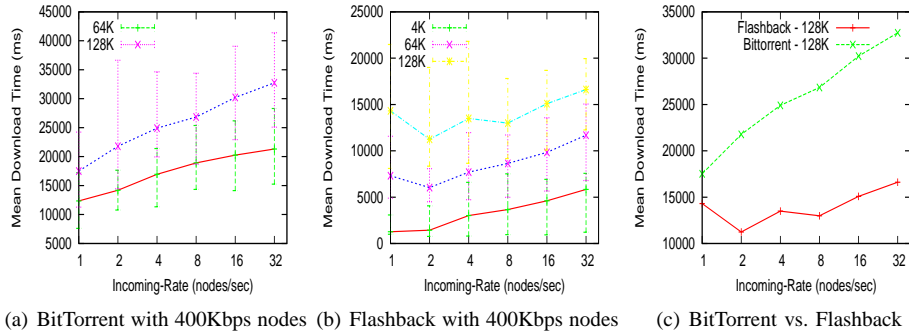 45000
40000
35000
30000
25000
20000
15000
10000
5000
Mean Download Time (ms)
64K
128K
1 2 4 8 16 32
Incoming-Rate (nodes/sec)
(a) BitTorrent with 400Kbps nodes
25000
20000
15000
10000
5000
0
Mean Download Time (ms)
4K
64K
128K
1 2 4 8 16 32
Incoming-Rate (nodes/sec)
(b) Flashback with 400Kbps nodes
35000
30000
25000
20000
15000
10000
Mean Download Time (ms)
Flashback - 128K
Bittorrent - 128K
1 2 4 8 16 32
Incoming-Rate (nodes/sec)
(c) BitTorrent vs. Flashback